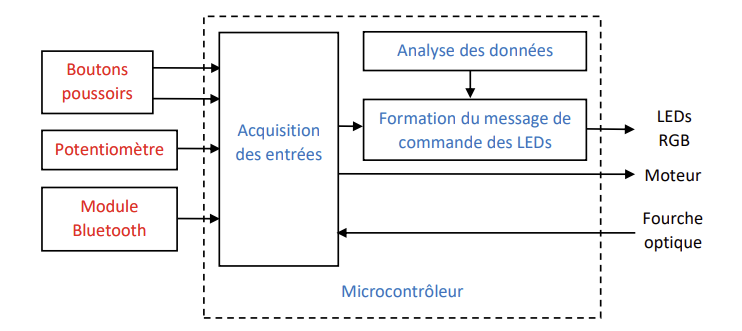 Boutons
poussoirs
Potentiomètre
Module
Bluetooth
Acquisition
des entrées
Analyse des données
Formation du message de
commande des LEDs
LEDs
RGB
Moteur
Fourche
optique
Microcontrôleur